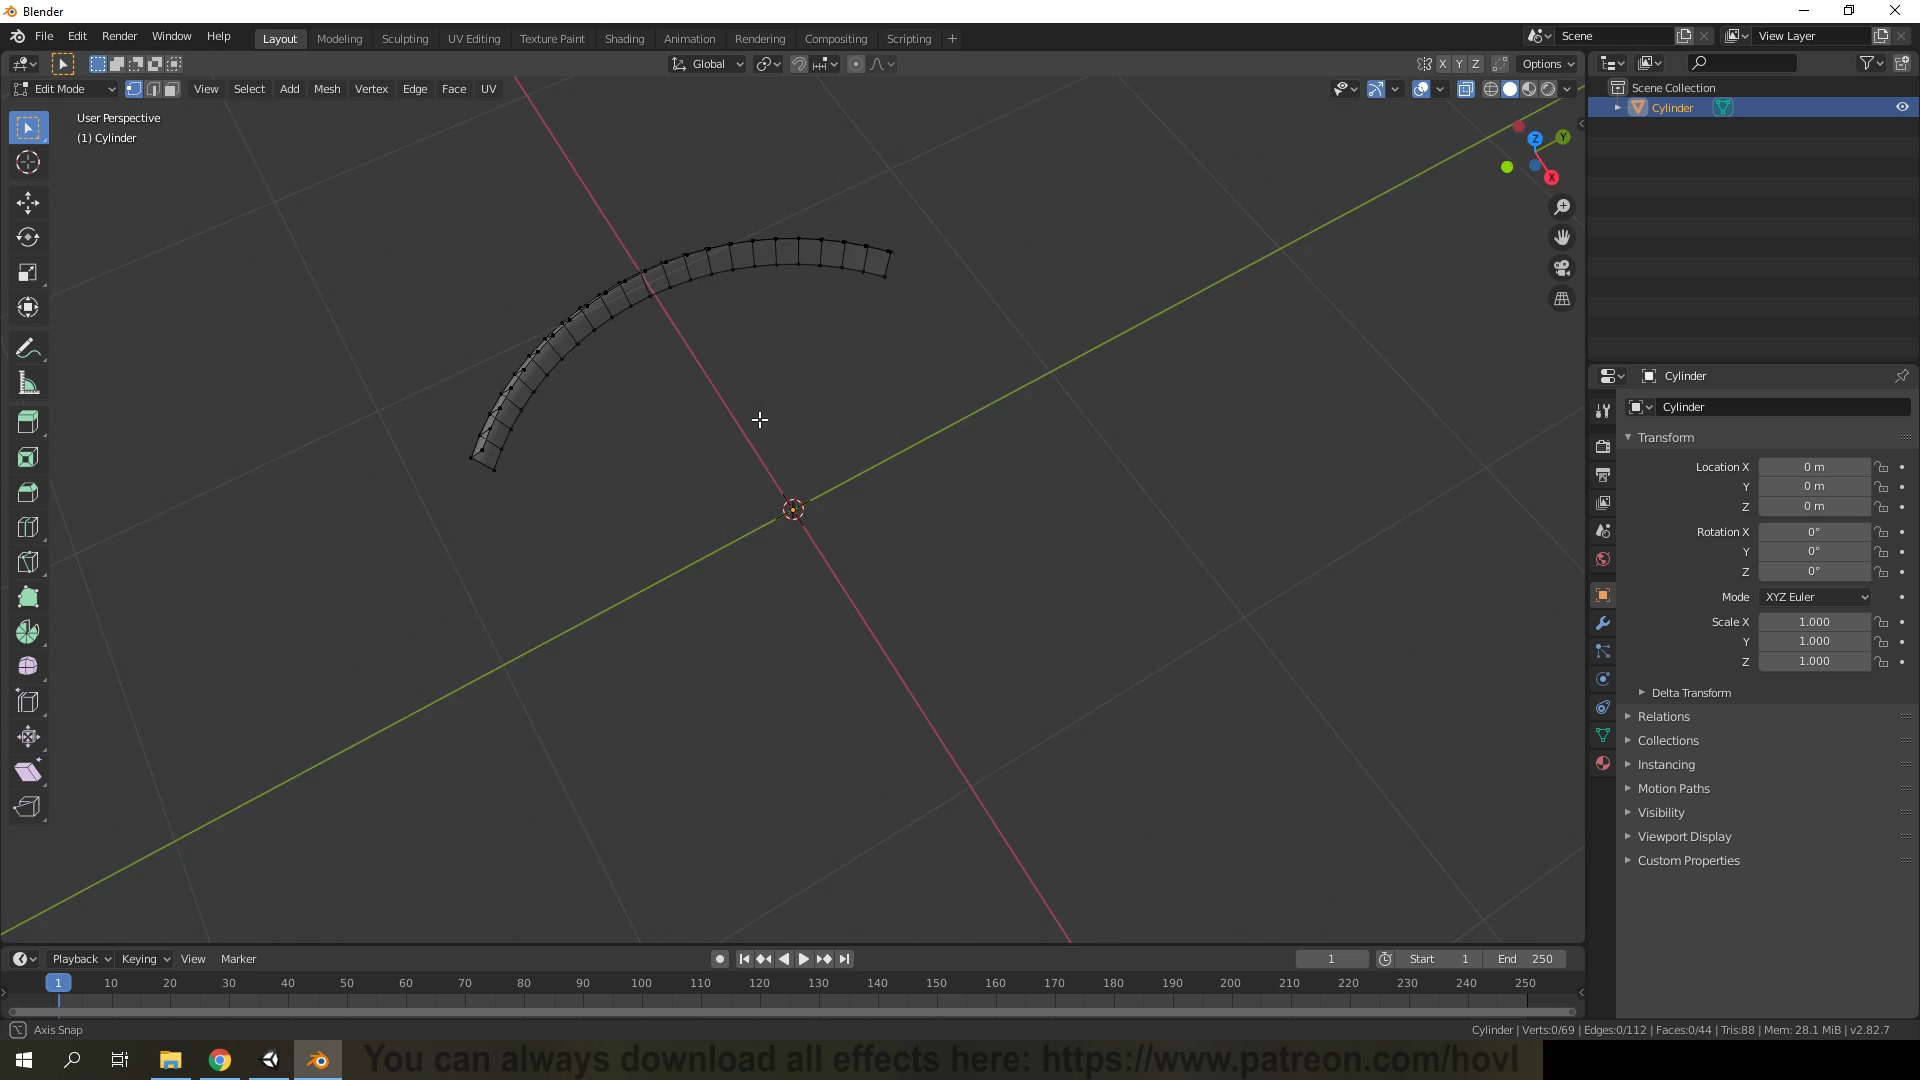 Blender
File Edit Render Window Help Layout Modeling Sculpting UV Editing Texture Paint Shading Animation Rendering Compositing Scripting + Scene View Layer
Global X Y Z Options
Edit Mode View Select Add Mesh Vertex Edge Face UV
Scene Collection
Cylinder
User Perspective
(1) Cylinder
Z Y
X
Cylinder
Cylinder
Transform
Location X 0 m
Y 0 m
Z 0 m
Rotation X 0°
Y 0°
Z 0°
Mode XYZ Euler
Scale X 1.000
Y 1.000
Z 1.000
Delta Transform
Relations
Collections
Instancing
Motion Paths
Visibility
Viewport Display
Custom Properties
Playback Keying View Marker 1 Start 1 End 250
1 10 20 30 40 50 60 70 80 90 100 110 120 130 140 150 160 170 180 190 200 210 220 230 240 250
Axis Snap Cylinder | Verts:0/69 | Edges:0/112 | Faces:0/44 | Tris:88 | Mem: 28.1 MiB | v2.82.7
You can always download all effects here: https://www.patreon.com/hovl